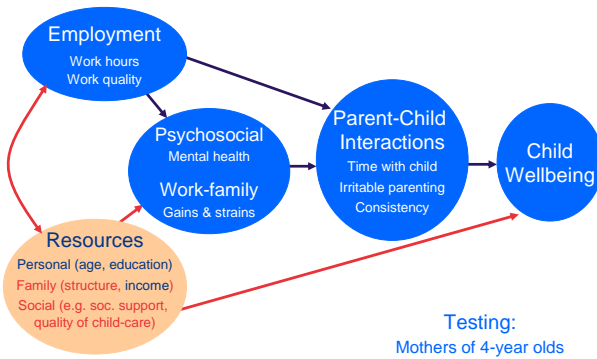 Employment
Work hours
Work quality
Psychosocial
Mental health
Work-family
Gains & strains
Parent-Child
Interactions
Time with child
Irritable parenting
Consistency
Child
Wellbeing
Resources
Personal (age, education)
Family (structure, income)
Social (e.g. soc. support,
quality of child-care)
Testing:
Mothers of 4-year olds